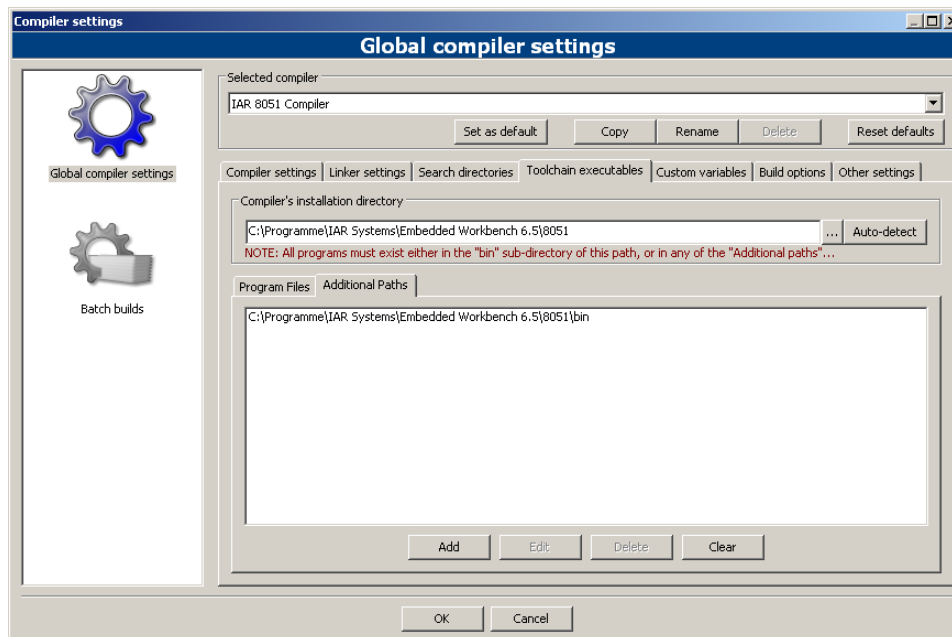 Compiler settings
Global compiler settings
Global compiler settings
Batch builds
Selected compiler
IAR 8051 Compiler
Set as default Copy Rename Delete Reset defaults
Compiler settings Linker settings Search directories Toolchain executables Custom variables Build options Other settings
Compiler's installation directory
C:\Programme\IAR Systems\Embedded Workbench 6.5\8051 ... Auto-detect
NOTE: All programs must exist either in the "bin" sub-directory of this path, or in any of the "Additional paths"...
Program Files Additional Paths
C:\Programme\IAR Systems\Embedded Workbench 6.5\8051\bin
Add Edit Delete Clear
OK Cancel